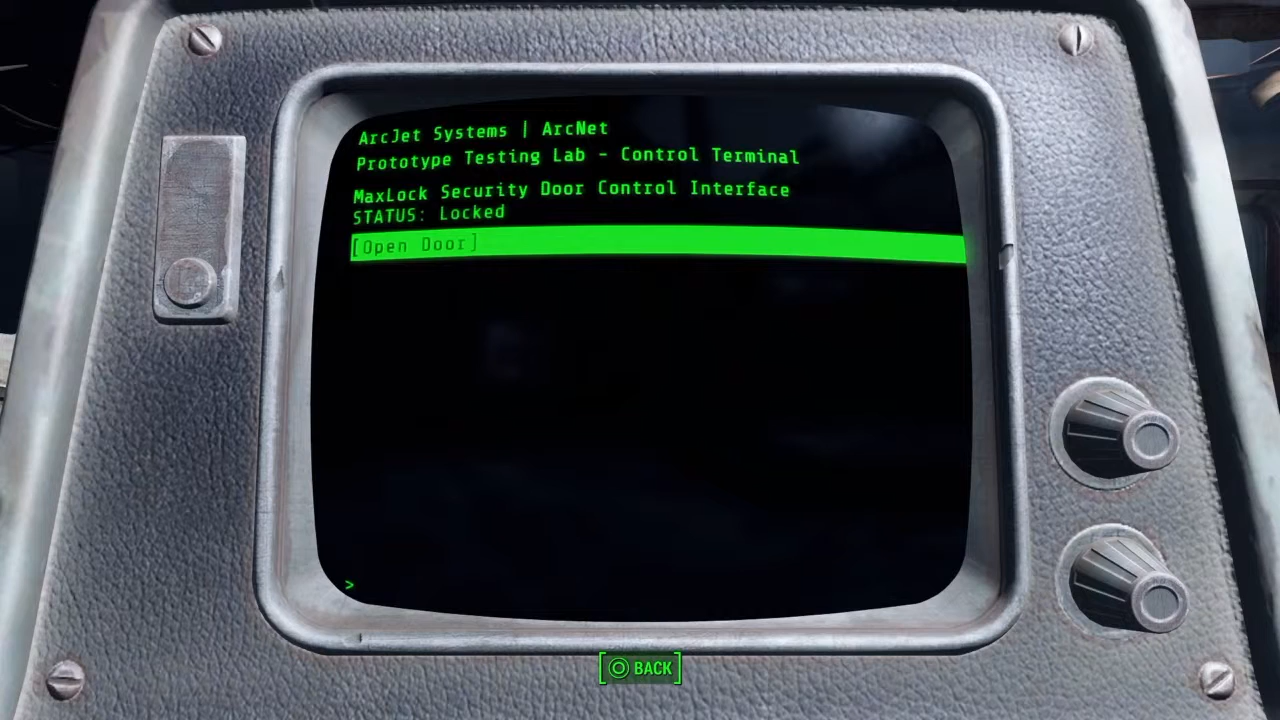 ArcJet Systems | ArcNet
Prototype Testing Lab - Control Terminal
MaxLock Security Door Control Interface
STATUS: Locked
[Open Door]
>
BACK